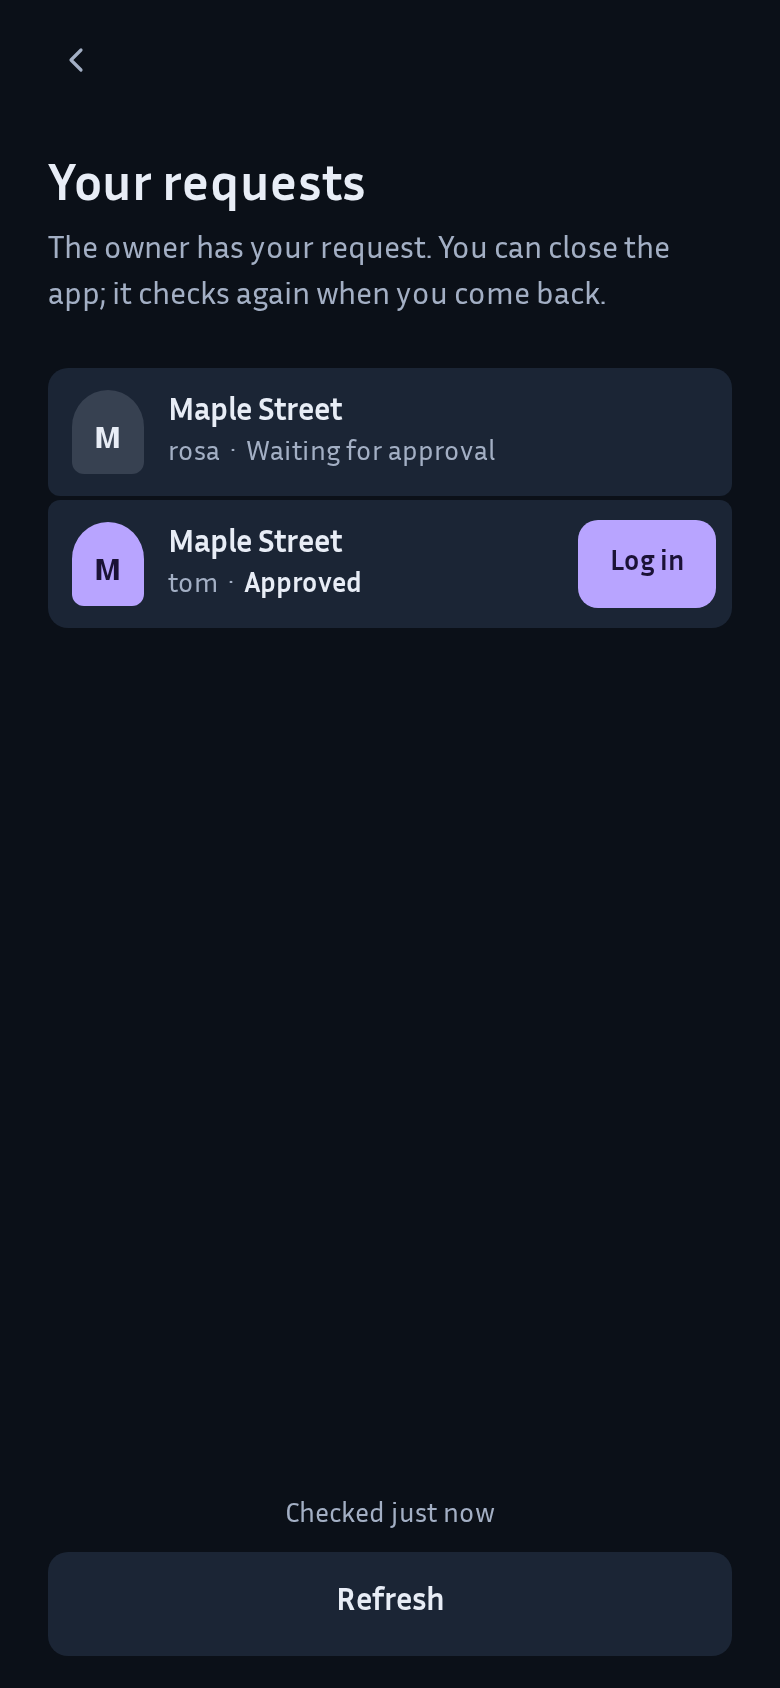 Your requests
The owner has your request. You can close the
app; it checks again when you come back.
M
Maple Street
rosa · Waiting for approval
M
Maple Street
tom · Approved
Log in
Checked just now
Refresh